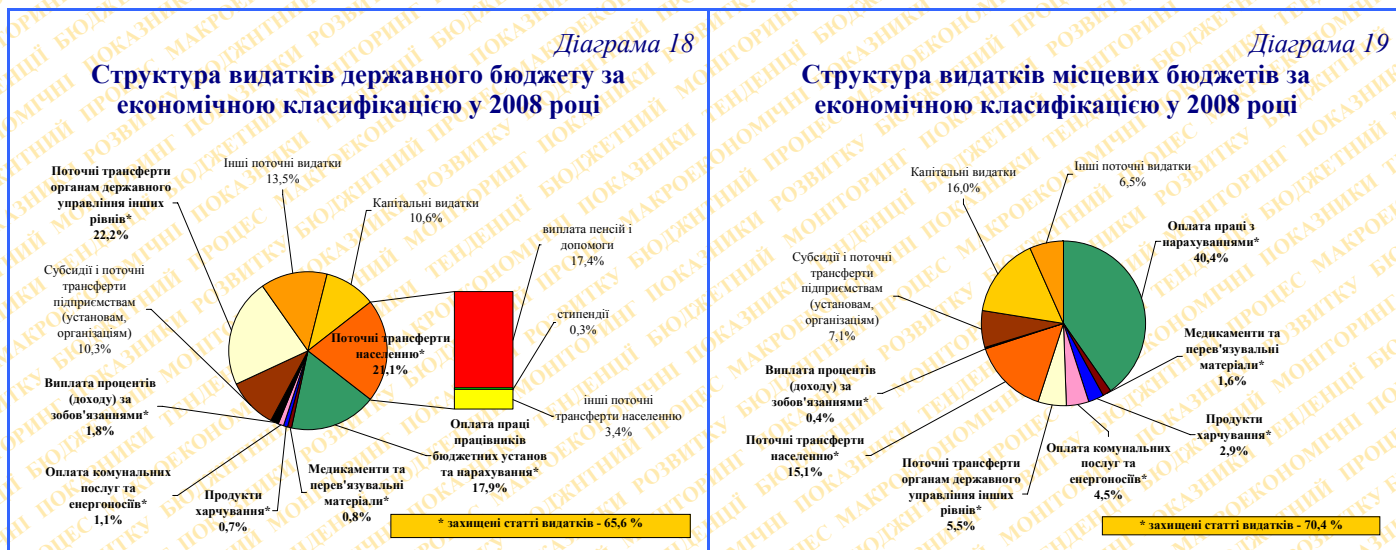 Діаграма 18
Структура видатків державного бюджету за
економічною класифікацією у 2008 році
Інші поточні видатки
13,5%
Поточні трансферти
органам державного
управління інших
рівнів*
22,2%
Капітальні видатки
10,6%
виплата пенсій і
допомоги
17,4%
Субсидії і поточні
трансферти
підприємствам
(установам,
організаціям)
10,3%
стипендії
0,3%
Поточні трансферти
населенню*
21,1%
Виплата процентів
(доходу) за
зобов'язаннями*
1,8%
інші поточні
трансферти населенню
3,4%
Оплата праці
працівників
бюджетних установ
та нарахування*
17,9%
Оплата комунальних
послуг та
енергоносіїв*
1,1%
Продукти
харчування*
0,7%
Медикаменти та
перев'язувальні
матеріали*
0,8%
* захищені статті видатків - 65,6 %
Діаграма 19
Структура видатків місцевих бюджетів за
економічною класифікацією у 2008 році
Капітальні видатки
16,0%
Інші поточні видатки
6,5%
Оплата праці з
нарахуваннями*
40,4%
Субсидії і поточні
трансферти
підприємствам
(установам,
організаціям)
7,1%
Медикаменти та
перев'язувальні
матеріали*
1,6%
Виплата процентів
(доходу) за
зобов'язаннями*
0,4%
Продукти
харчування*
2,9%
Поточні трансферти
населенню*
15,1%
Оплата комунальних
послуг та
енергоносіїв*
4,5%
Поточні трансферти
органам державного
управління інших
рівнів*
5,5%
* захищені статті видатків - 70,4 %